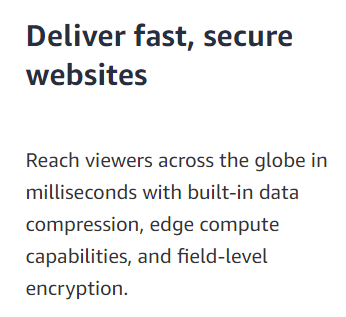 Deliver fast, secure
websites
Reach viewers across the globe in
milliseconds with built-in data
compression, edge compute
capabilities, and field-level
encryption.